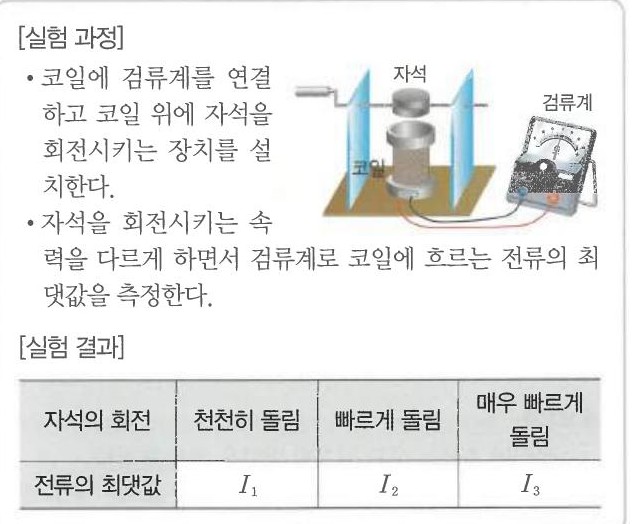 [실험 과정]
• 코일에 검류계를 연결
하고 코일 위에 자석을
회전시키는 장치를 설
치한다.
자석
검류계
코일
• 자석을 회전시키는 속
력을 다르게 하면서 검류계로 코일에 흐르는 전류의 최
댓값을 측정한다.
[실험 결과]
자석의 회전 천천히 돌림 빠르게 돌림 매우 빠르게
돌림
전류의 최댓값 I₁ I₂ I₃